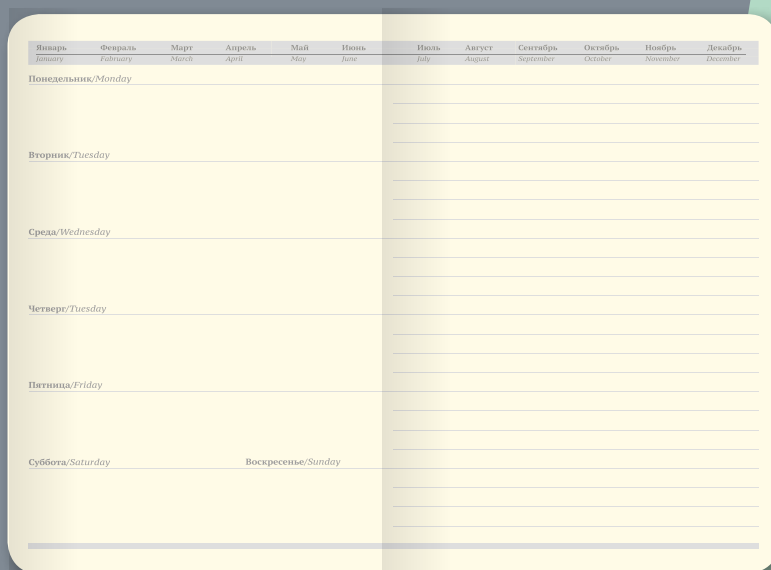 Январь Февраль Март Апрель Май Июнь Июль Август Сентябрь Октябрь Ноябрь Декабрь
January Fabruary March April May June July August September October November December
Понедельник/Monday
Вторник/Tuesday
Среда/Wednesday
Четверг/Tuesday
Пятница/Friday
Суббота/Saturday Воскресенье/Sunday